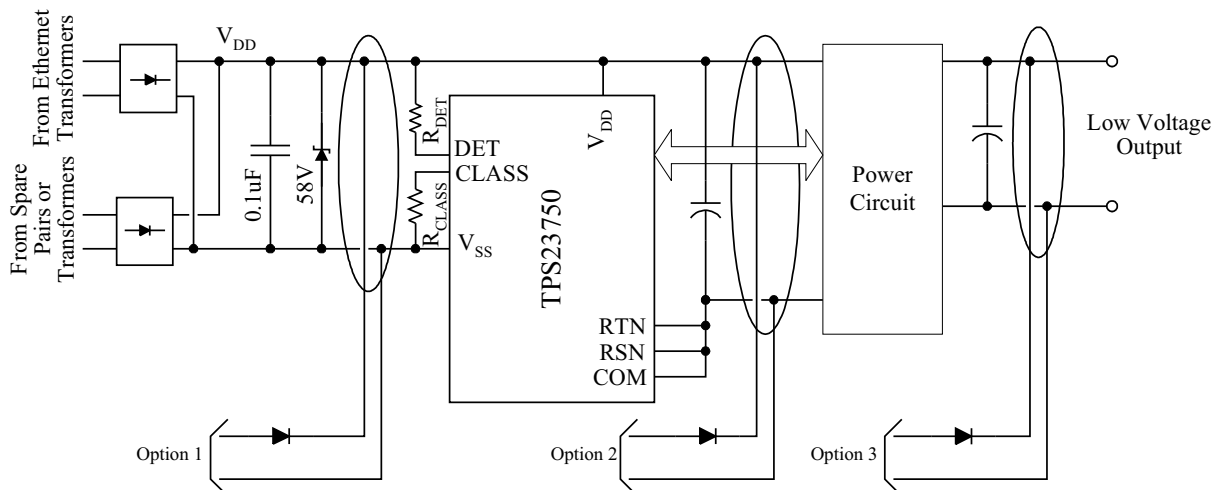 From Ethernet
Transformers
From Spare
Pairs or
Transformers
V_DD
0.1uF
58V
R_DET
R_CLASS
DET
CLASS
V_SS
V_DD
TPS23750
RTN
RSN
COM
Power
Circuit
Low Voltage
Output
Option 1
Option 2
Option 3